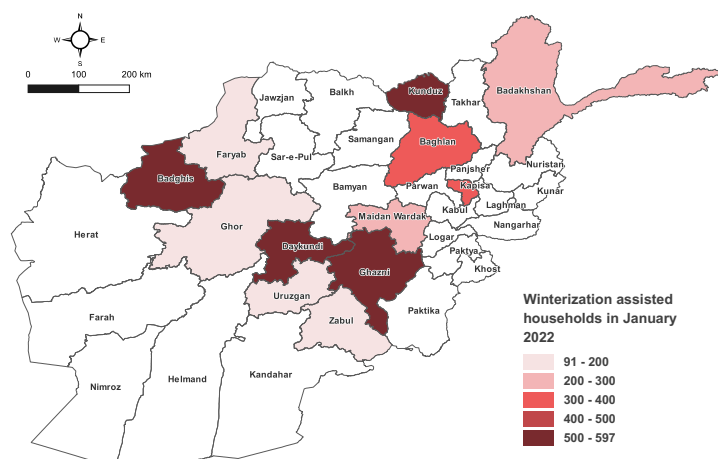 N
W E
S
0 100 200 km
Jawzjan
Balkh
Kunduz
Takhar
Badakhshan
Faryab
Sar-e-Pul
Samangan
Baghlan
Panjsher
Nuristan
Badghis
Bamyan
Parwan
Kapisa
Kunar
Laghman
Herat
Ghor
Maidan Wardak
Kabul
Nangarhar
Daykundi
Logar
Paktya
Ghazni
Khost
Uruzgan
Farah
Zabul
Paktika
Nimroz
Helmand
Kandahar
Winterization assisted
households in January
2022
91 - 200
200 - 300
300 - 400
400 - 500
500 - 597